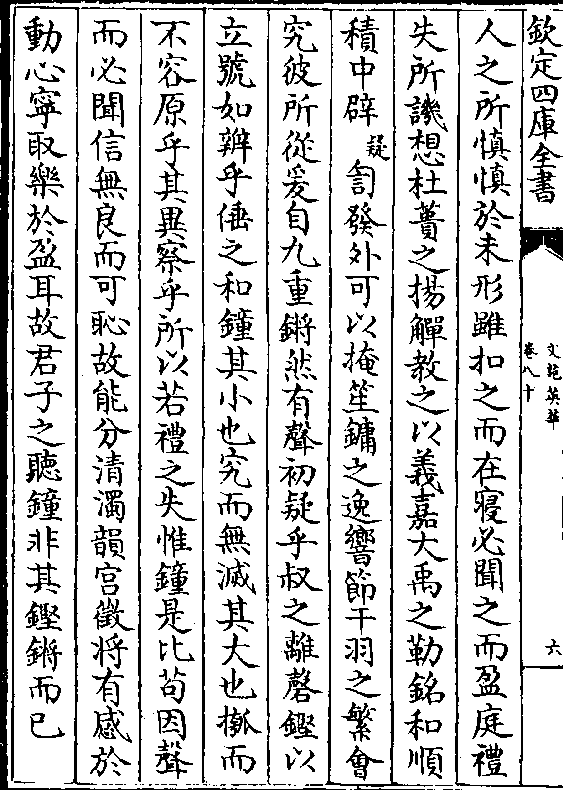 欽定四庫全書
文苑英華
卷八十
六
人之所慎慎於未形雖扣之而在寢必聞之而盈庭禮
失所譏想杜蕢之揚觶教之以義嘉大禹之勒銘和順
積中辟疑訇發外可以掩笙鏞之逸響節干羽之繁會
究彼所從爰自九重鏘然有聲初疑乎叔之離磬鏗以
立號如辨乎倕之和鐘其小也究而無滅其大也槬而
不容原乎其異察乎所以若禮之失惟鐘是比茍因聲
而必聞信無良而可恥故能分清濁韻宮徵將有感於
動心寧取樂於盈耳故君子之聽鐘非其鏗鏘而已